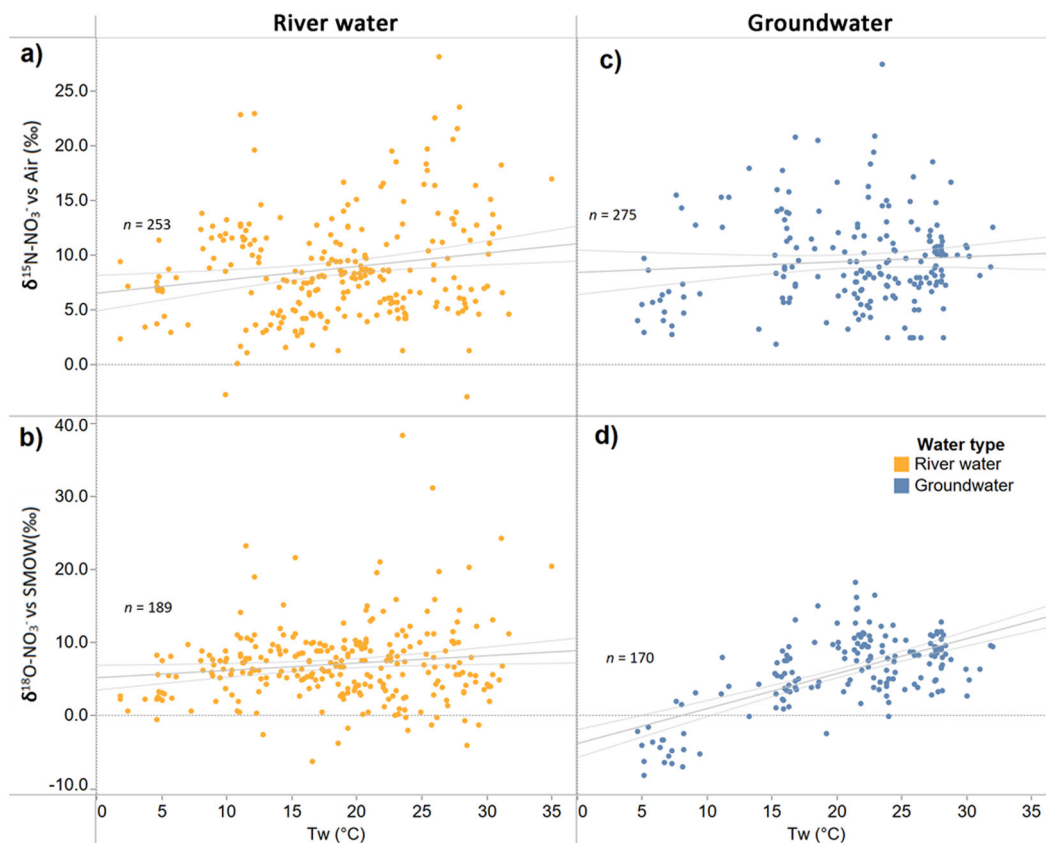 River water
Groundwater
a)
c)
δ¹⁵N-NO₃⁻ vs Air (‰)
25.0
20.0
15.0
10.0
5.0
0.0
n = 253
n = 275
b)
d)
δ¹⁸O-NO₃⁻ vs SMOW(‰)
40.0
30.0
20.0
10.0
0.0
-10.0
n = 189
n = 170
Water type
River water
Groundwater
0 5 10 15 20 25 30 35
0 5 10 15 20 25 30 35
Tw (°C)
Tw (°C)